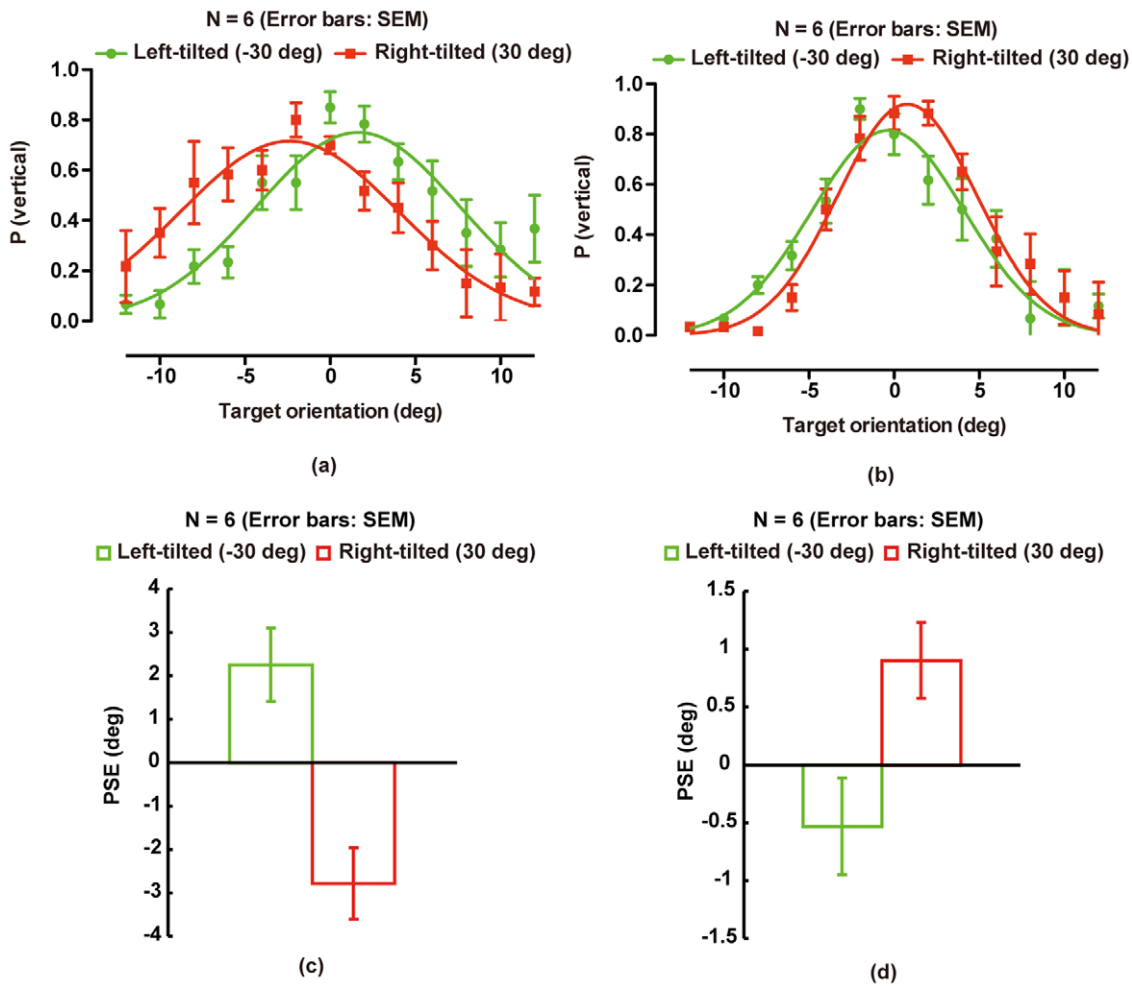 N = 6 (Error bars: SEM)
Left-tilted (-30 deg) Right-tilted (30 deg)
1.0
0.8
0.6
0.4
0.2
0.0
P (vertical)
-10 -5 0 5 10
Target orientation (deg)
(a)
N = 6 (Error bars: SEM)
Left-tilted (-30 deg) Right-tilted (30 deg)
1.0
0.8
0.6
0.4
0.2
0.0
P (vertical)
-10 -5 0 5 10
Target orientation (deg)
(b)
N = 6 (Error bars: SEM)
Left-tilted (-30 deg) Right-tilted (30 deg)
4
3
2
1
0
-1
-2
-3
-4
PSE (deg)
(c)
N = 6 (Error bars: SEM)
Left-tilted (-30 deg) Right-tilted (30 deg)
1.5
1
0.5
0
-0.5
-1
-1.5
PSE (deg)
(d)